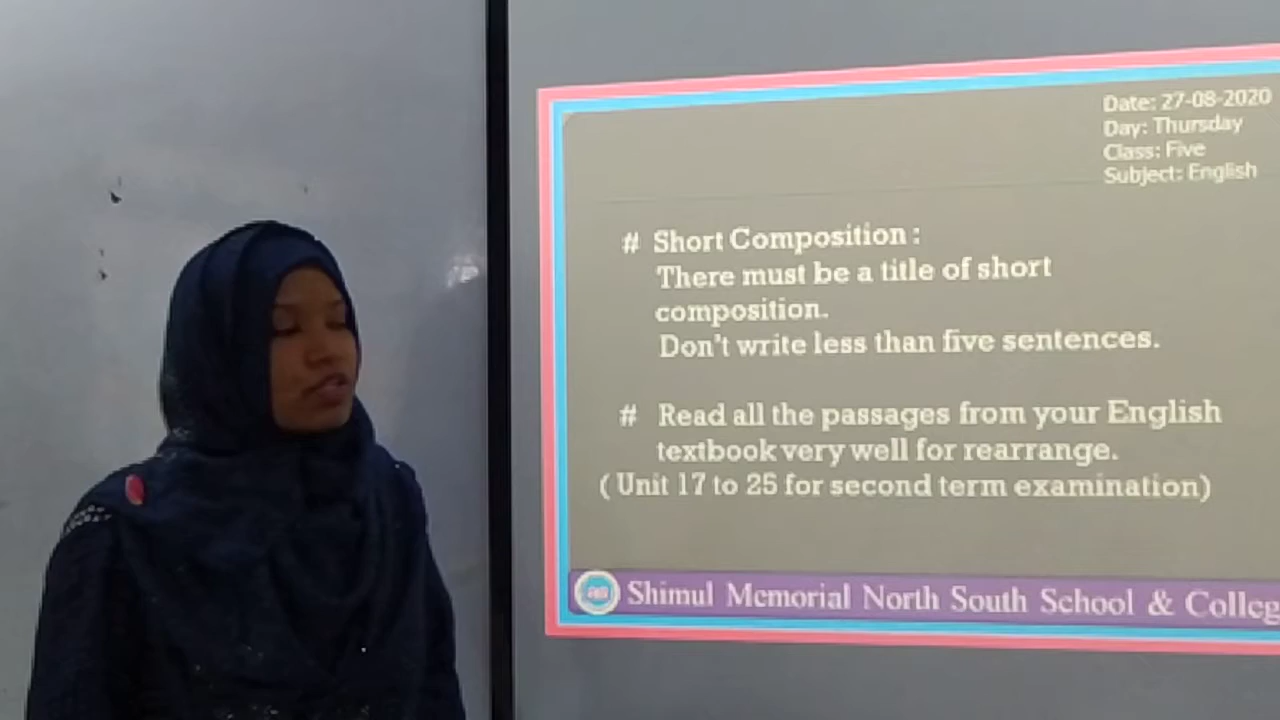 Date: 27-08-2020
Day: Thursday
Class: Five
Subject: English
# Short Composition :
There must be a title of short
composition.
Don't write less than five sentences.
# Read all the passages from your English
textbook very well for rearrange.
( Unit 17 to 25 for second term examination)
Shimul Memorial North South School & Colleg